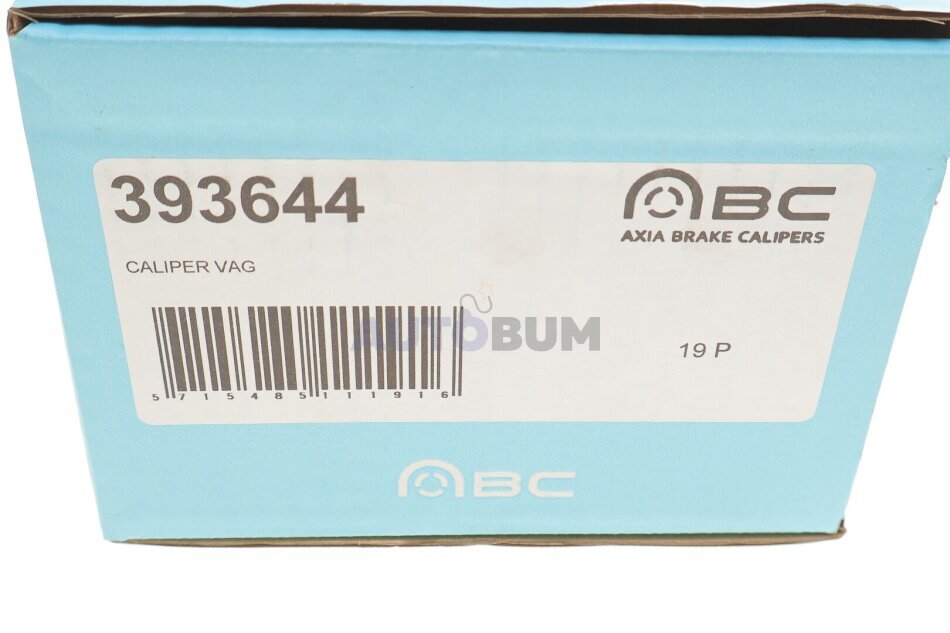 393644
ABC
AXIA BRAKE CALIPERS
CALIPER VAG
AUTOBUM
19 P
5 715485 111916
ABC